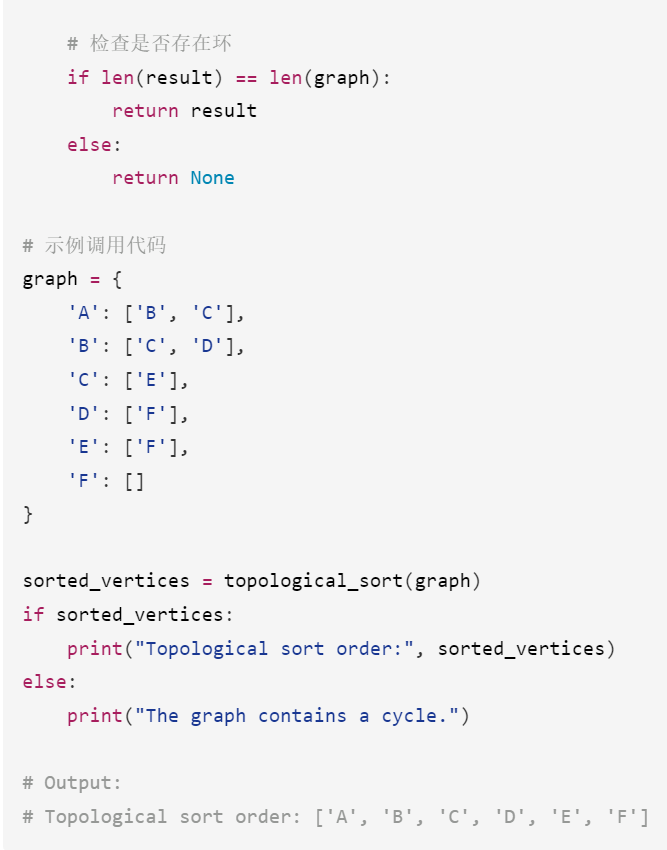 # 检查是否存在环
if len(result) == len(graph):
return result
else:
return None
# 示例调用代码
graph = {
'A': ['B', 'C'],
'B': ['C', 'D'],
'C': ['E'],
'D': ['F'],
'E': ['F'],
'F': []
}
sorted_vertices = topological_sort(graph)
if sorted_vertices:
print("Topological sort order:", sorted_vertices)
else:
print("The graph contains a cycle.")
# Output:
# Topological sort order: ['A', 'B', 'C', 'D', 'E', 'F']